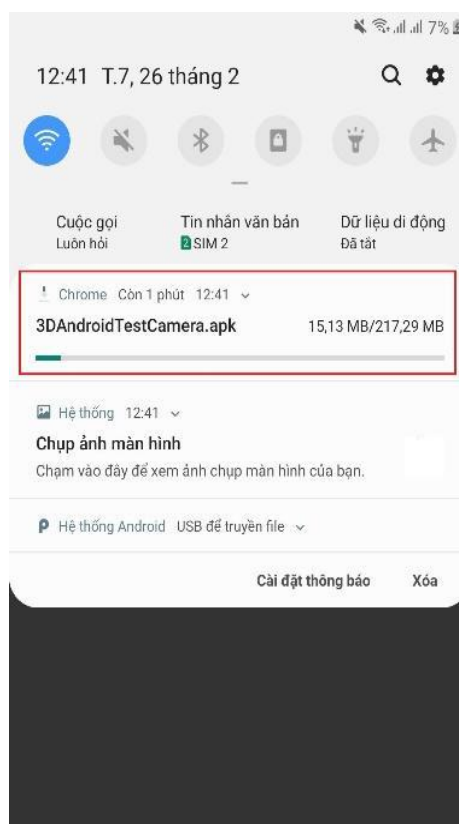 7%
12:41 T.7, 26 tháng 2
Cuộc gọi Tin nhắn văn bản Dữ liệu di động
Luôn hỏi 2 SIM 2 Đã tắt
Chrome Còn 1 phút 12:41
3DAndroidTestCamera.apk 15,13 MB/217,29 MB
Hệ thống 12:41
Chụp ảnh màn hình
Chạm vào đây để xem ảnh chụp màn hình của bạn.
Hệ thống Android USB để truyền file
Cài đặt thông báo Xóa